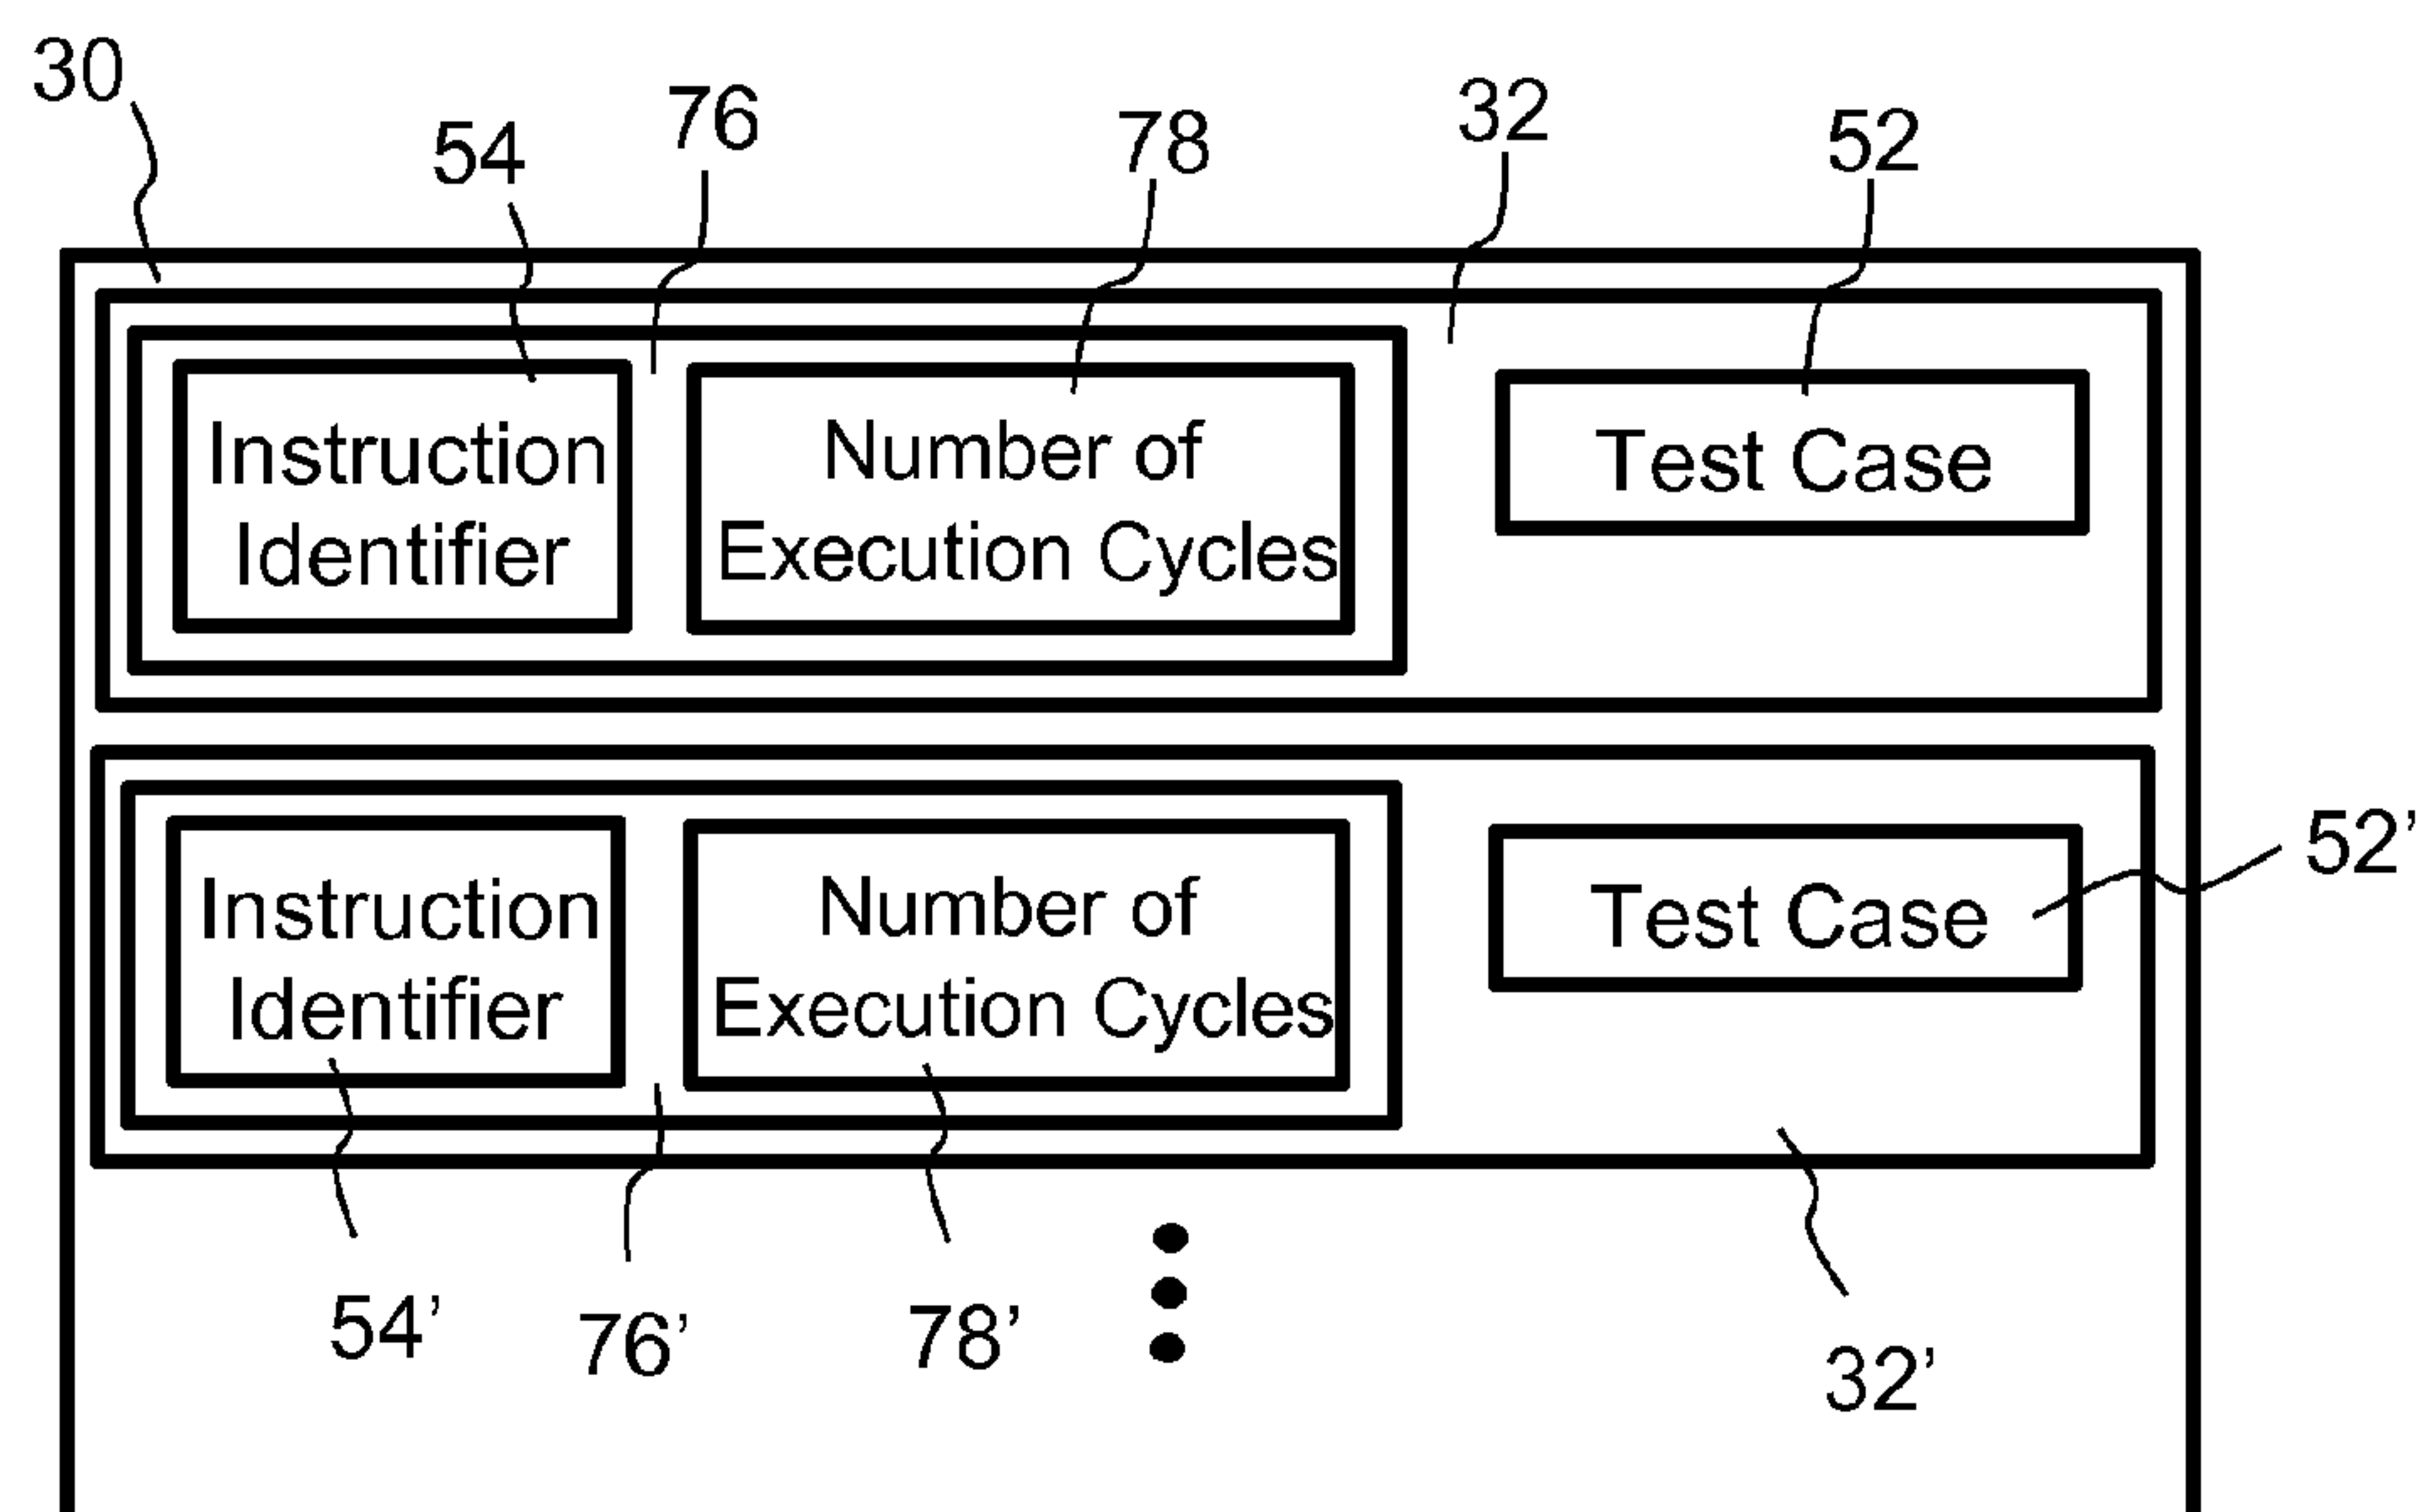 30
54
76
78
32
52
Instruction
Identifier
Number of
Execution Cycles
Test Case
Instruction
Identifier
Number of
Execution Cycles
Test Case
52’
54’
76’
78’
32’